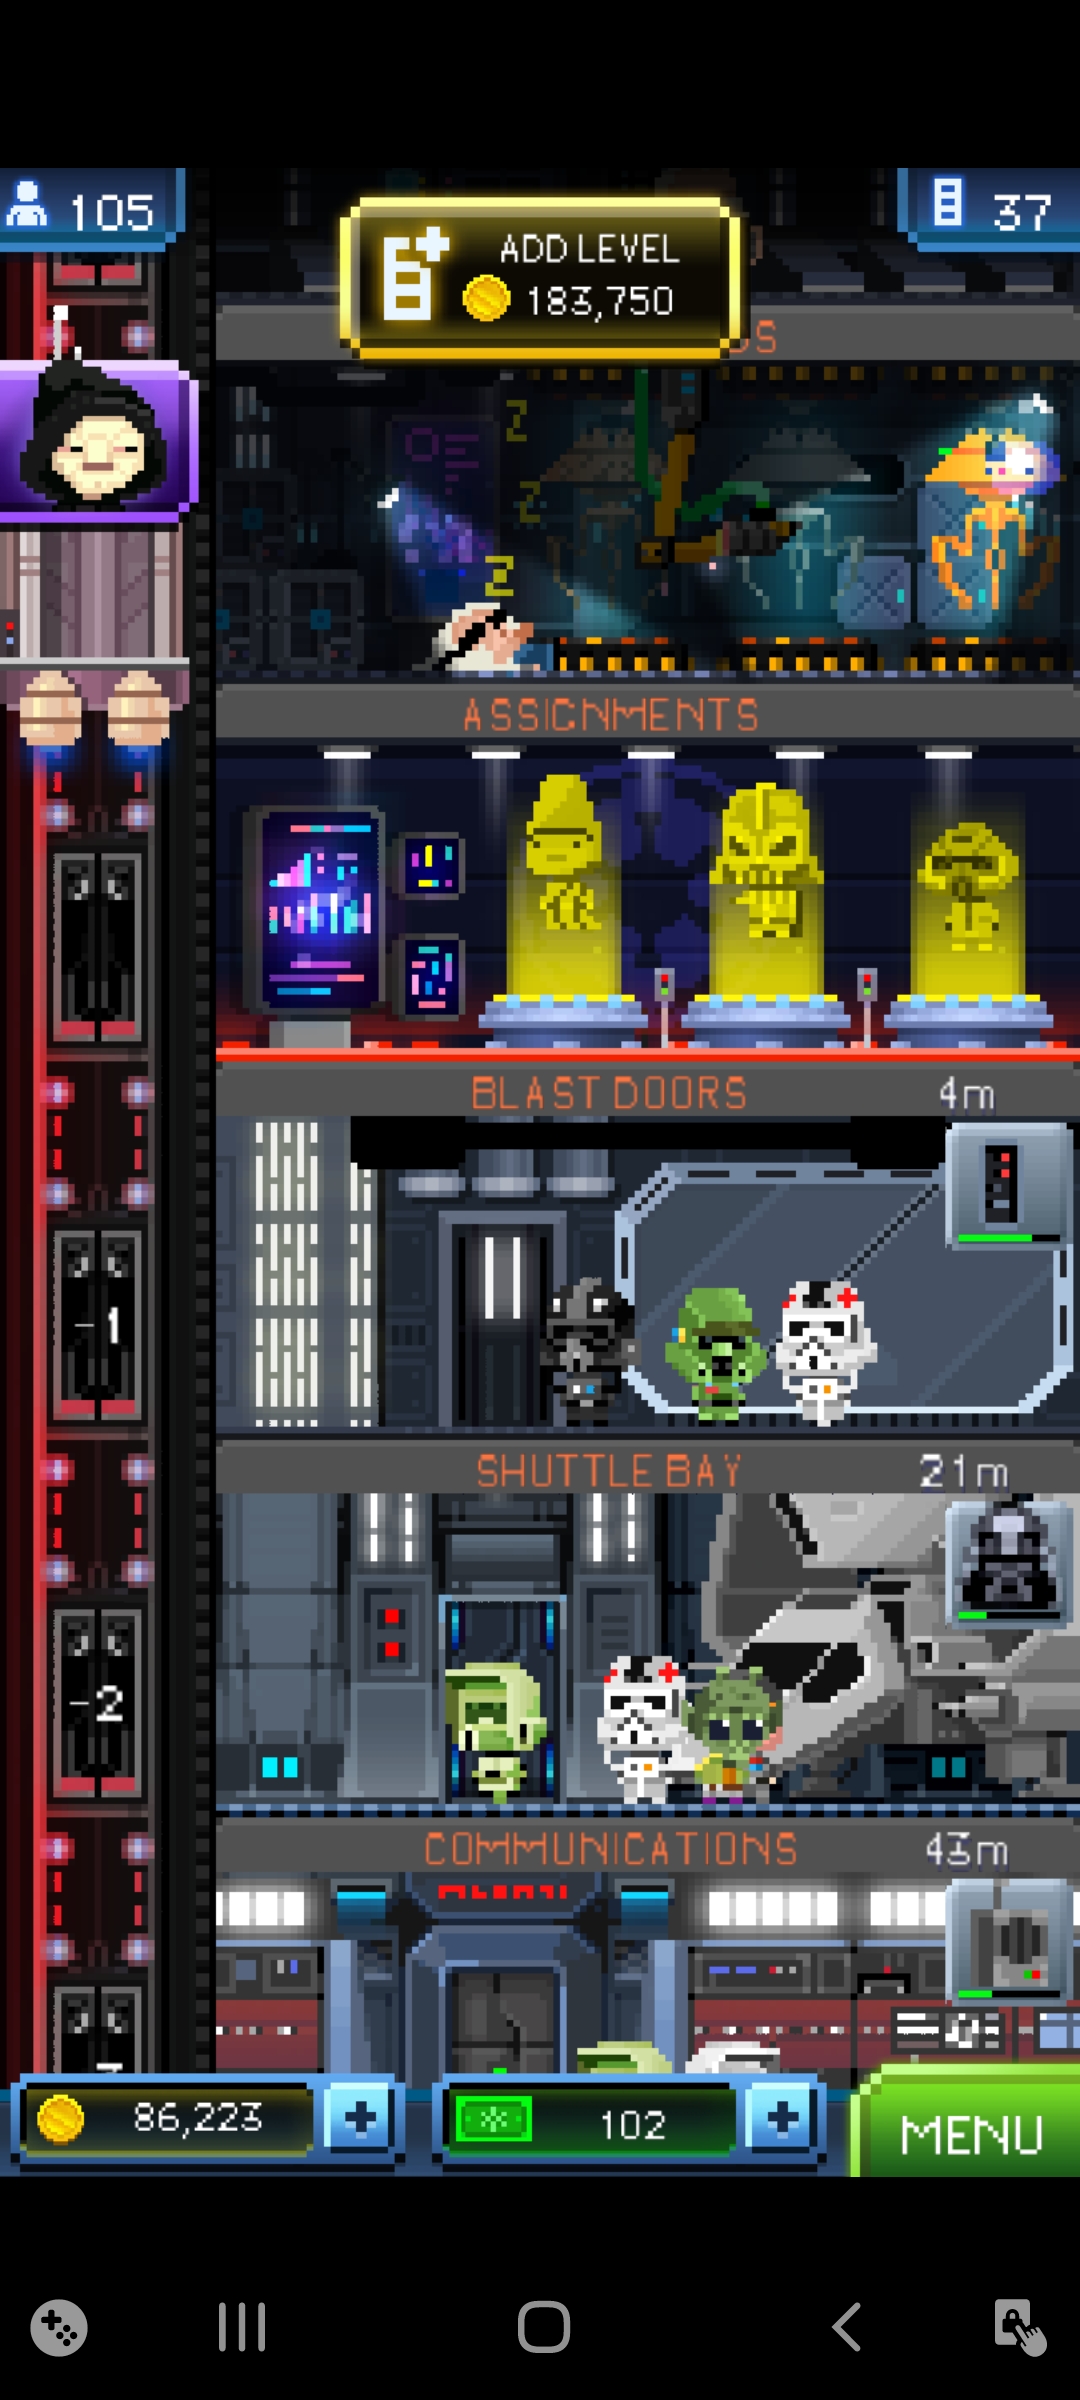 105
37
ADD LEVEL
183,750
DS
Z
Z
Z
ASSIGNMENTS
BLAST DOORS 4m
-1
SHUTTLE BAY 21m
-2
COMMUNICATIONS 43m
86,223
102
MENU